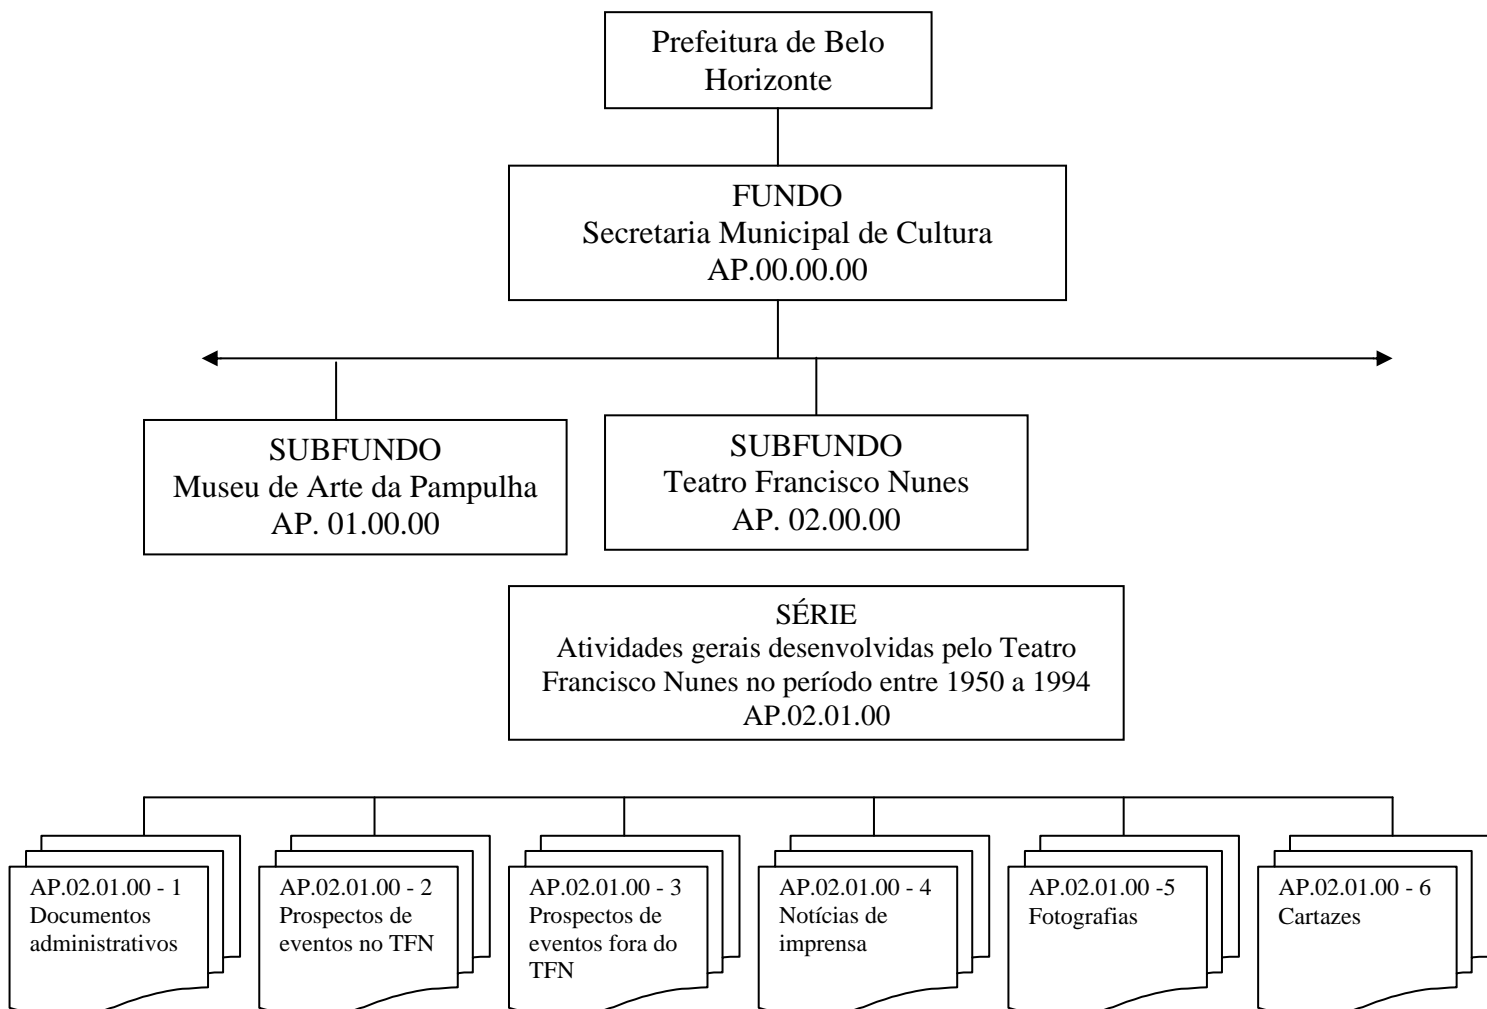 Prefeitura de Belo
Horizonte
FUNDO
Secretaria Municipal de Cultura
AP.00.00.00
SUBFUNDO
Museu de Arte da Pampulha
AP. 01.00.00
SUBFUNDO
Teatro Francisco Nunes
AP. 02.00.00
SÉRIE
Atividades gerais desenvolvidas pelo Teatro
Francisco Nunes no período entre 1950 a 1994
AP.02.01.00
AP.02.01.00 - 1
Documentos
administrativos
AP.02.01.00 - 2
Prospectos de
eventos no TFN
AP.02.01.00 - 3
Prospectos de
eventos fora do
TFN
AP.02.01.00 - 4
Notícias de
imprensa
AP.02.01.00 -5
Fotografias
AP.02.01.00 - 6
Cartazes